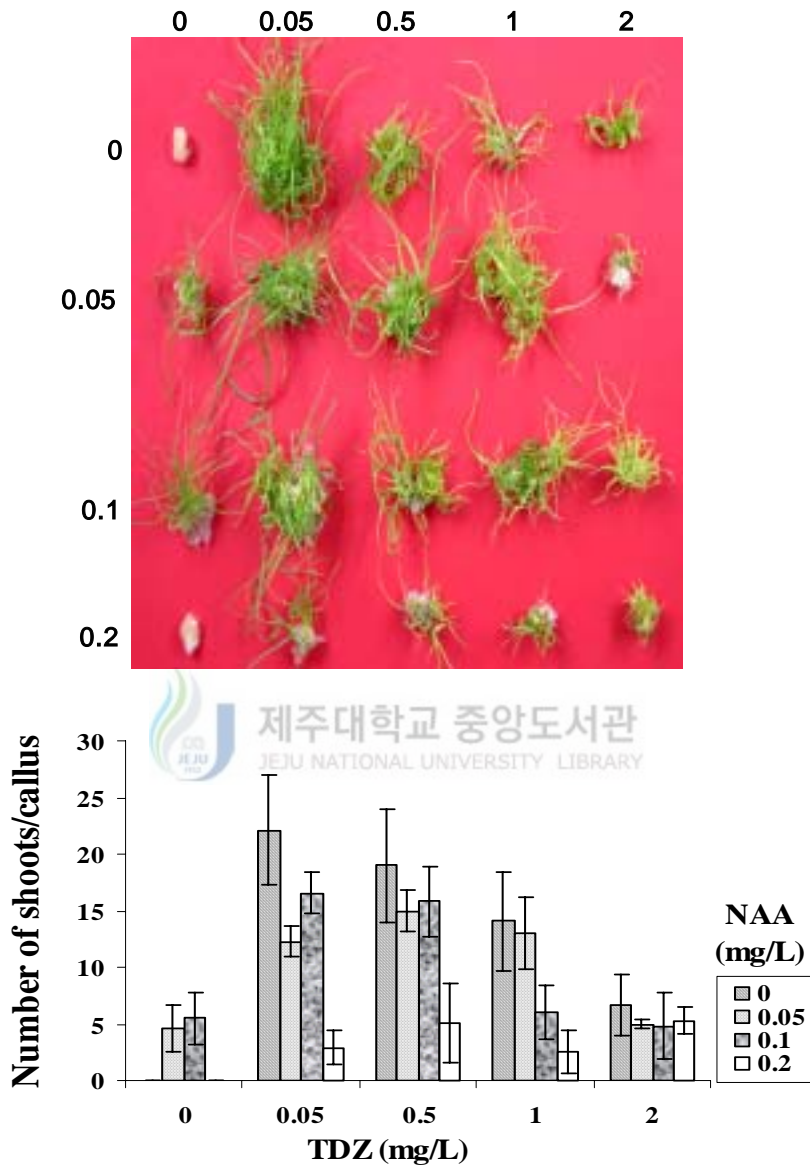 0 0.05 0.5 1 2
0
0.05
0.1
0.2
제주대학교 중앙도서관
JEJU NATIONAL UNIVERSITY LIBRARY
JEJU
1952
30
25
20
15
10
5
0
Number of shoots/callus
0 0.05 0.5 1 2
TDZ (mg/L)
NAA
(mg/L)
0
0.05
0.1
0.2